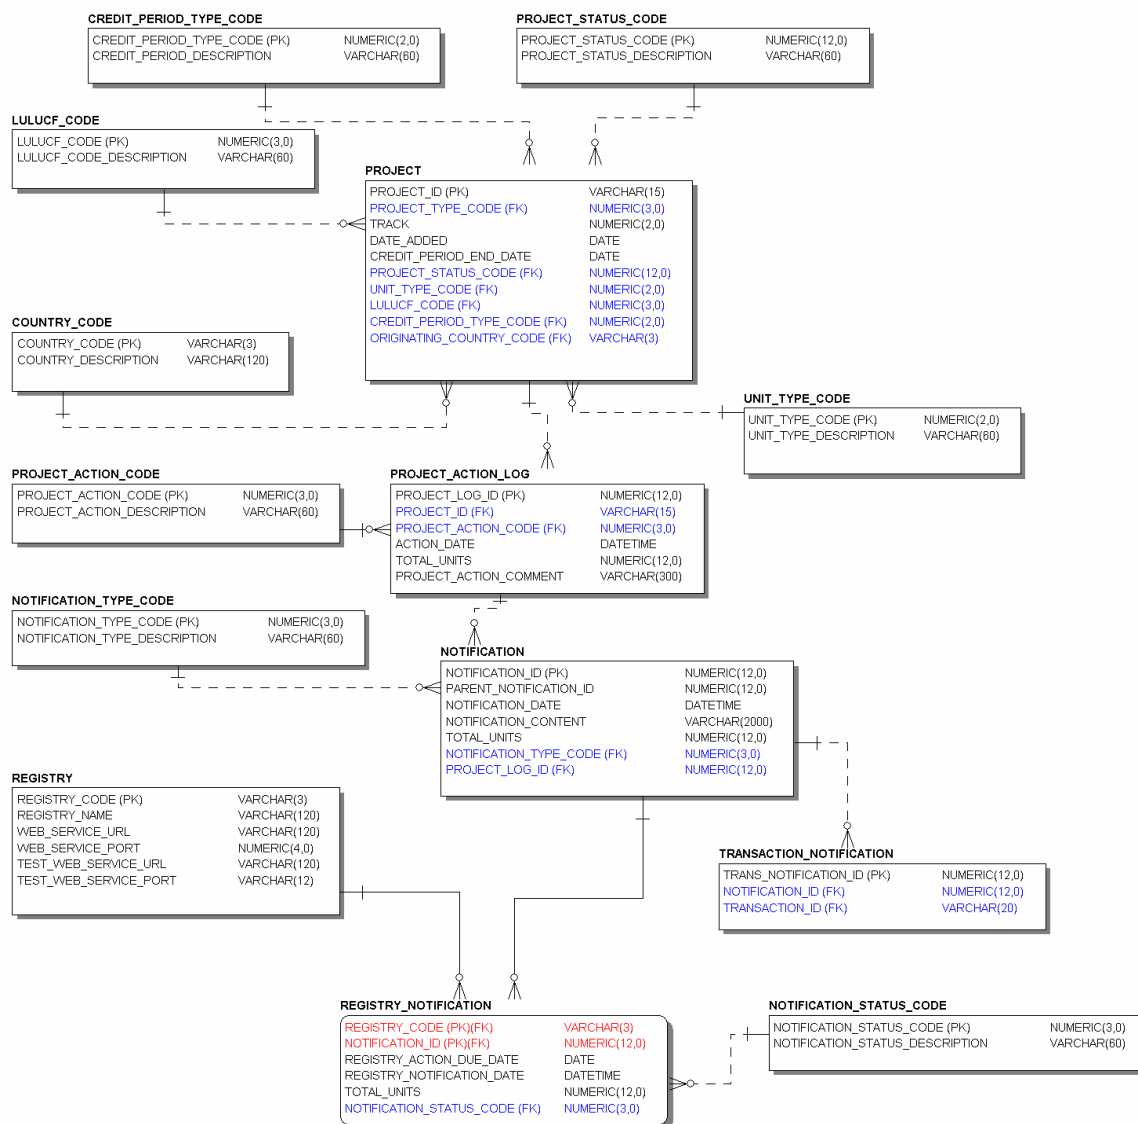 CREDIT_PERIOD_TYPE_CODE
CREDIT_PERIOD_TYPE_CODE (PK) NUMERIC(2,0)
CREDIT_PERIOD_DESCRIPTION VARCHAR(60)
PROJECT_STATUS_CODE
PROJECT_STATUS_CODE (PK) NUMERIC(12,0)
PROJECT_STATUS_DESCRIPTION VARCHAR(60)
LULUCF_CODE
LULUCF_CODE (PK) NUMERIC(3,0)
LULUCF_CODE_DESCRIPTION VARCHAR(60)
PROJECT
PROJECT_ID (PK) VARCHAR(15)
PROJECT_TYPE_CODE (FK) NUMERIC(3,0)
TRACK NUMERIC(2,0)
DATE_ADDED DATE
CREDIT_PERIOD_END_DATE DATE
PROJECT_STATUS_CODE (FK) NUMERIC(12,0)
UNIT_TYPE_CODE (FK) NUMERIC(2,0)
LULUCF_CODE (FK) NUMERIC(3,0)
CREDIT_PERIOD_TYPE_CODE (FK) NUMERIC(2,0)
ORIGINATING_COUNTRY_CODE (FK) VARCHAR(3)
COUNTRY_CODE
COUNTRY_CODE (PK) VARCHAR(3)
COUNTRY_DESCRIPTION VARCHAR(120)
UNIT_TYPE_CODE
UNIT_TYPE_CODE (PK) NUMERIC(2,0)
UNIT_TYPE_DESCRIPTION VARCHAR(60)
PROJECT_ACTION_CODE
PROJECT_ACTION_CODE (PK) NUMERIC(3,0)
PROJECT_ACTION_DESCRIPTION VARCHAR(60)
PROJECT_ACTION_LOG
PROJECT_LOG_ID (PK) NUMERIC(12,0)
PROJECT_ID (FK) VARCHAR(15)
PROJECT_ACTION_CODE (FK) NUMERIC(3,0)
ACTION_DATE DATETIME
TOTAL_UNITS NUMERIC(12,0)
PROJECT_ACTION_COMMENT VARCHAR(300)
NOTIFICATION_TYPE_CODE
NOTIFICATION_TYPE_CODE (PK) NUMERIC(3,0)
NOTIFICATION_TYPE_DESCRIPTION VARCHAR(60)
NOTIFICATION
NOTIFICATION_ID (PK) NUMERIC(12,0)
PARENT_NOTIFICATION_ID NUMERIC(12,0)
NOTIFICATION_DATE DATETIME
NOTIFICATION_CONTENT VARCHAR(2000)
TOTAL_UNITS NUMERIC(12,0)
NOTIFICATION_TYPE_CODE (FK) NUMERIC(3,0)
PROJECT_LOG_ID (FK) NUMERIC(12,0)
REGISTRY
REGISTRY_CODE (PK) VARCHAR(3)
REGISTRY_NAME VARCHAR(120)
WEB_SERVICE_URL VARCHAR(120)
WEB_SERVICE_PORT NUMERIC(4,0)
TEST_WEB_SERVICE_URL VARCHAR(120)
TEST_WEB_SERVICE_PORT VARCHAR(12)
TRANSACTION_NOTIFICATION
TRANS_NOTIFICATION_ID (PK) NUMERIC(12,0)
NOTIFICATION_ID (FK) NUMERIC(12,0)
TRANSACTION_ID (FK) VARCHAR(20)
REGISTRY_NOTIFICATION
REGISTRY_CODE (PK)(FK) VARCHAR(3)
NOTIFICATION_ID (PK)(FK) NUMERIC(12,0)
REGISTRY_ACTION_DUE_DATE DATE
REGISTRY_NOTIFICATION_DATE DATETIME
TOTAL_UNITS NUMERIC(12,0)
NOTIFICATION_STATUS_CODE (FK) NUMERIC(3,0)
NOTIFICATION_STATUS_CODE
NOTIFICATION_STATUS_CODE (PK) NUMERIC(3,0)
NOTIFICATION_STATUS_DESCRIPTION VARCHAR(60)